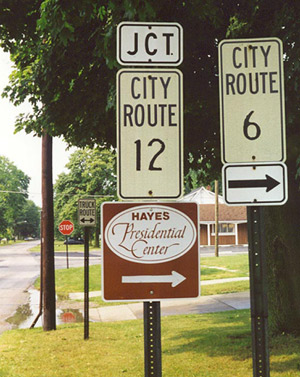 JCT
CITY
ROUTE
12
CITY
ROUTE
6
HAYES
Presidential
Center
TRUCK
ROUTE
STOP